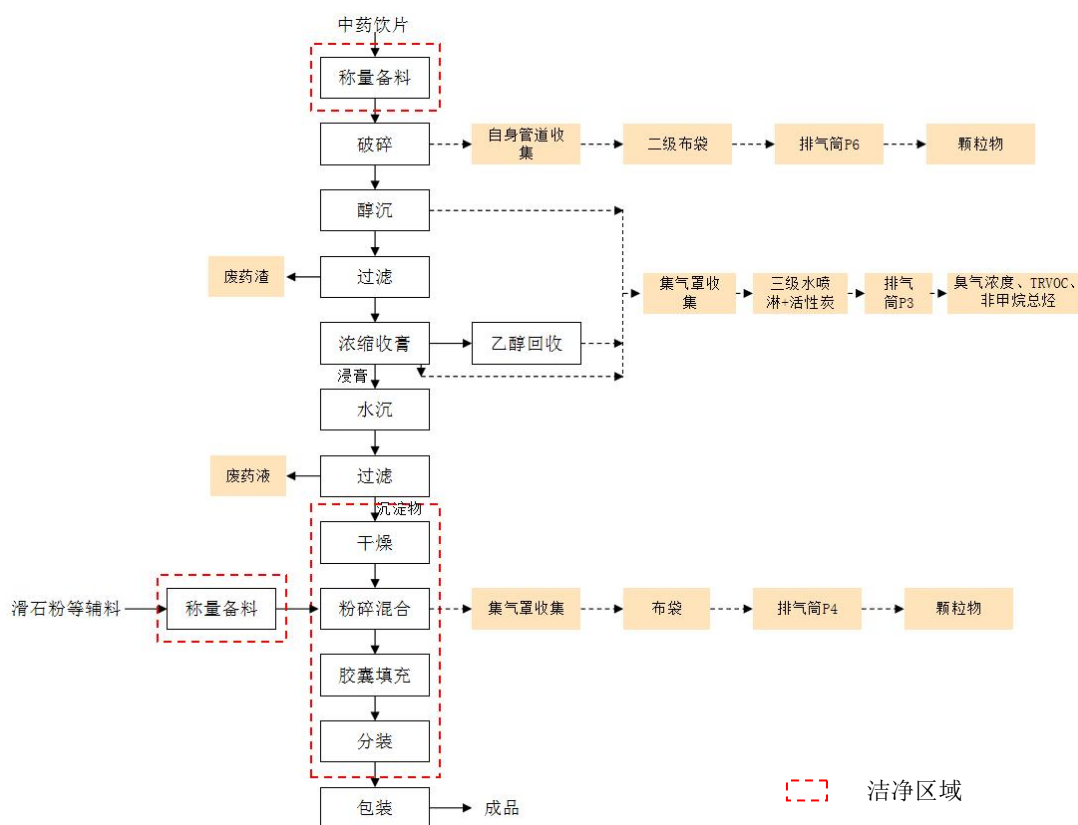 中药饮片
称量备料
破碎
自身管道收
集
二级布袋
排气筒P6
颗粒物
醇沉
过滤
废药渣
集气罩收
集
三级水喷
淋+活性炭
排气
筒P3
臭气浓度、TRVOC、
非甲烷总烃
浓缩收膏
乙醇回收
浸膏
水沉
过滤
废药液
沉淀物
干燥
滑石粉等辅料
称量备料
粉碎混合
集气罩收集
布袋
排气筒P4
颗粒物
胶囊填充
分装
包装
成品
洁净区域